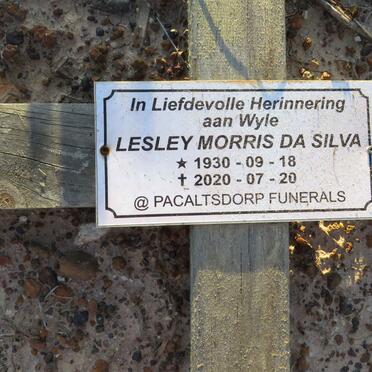 In Liefdevolle Herinnering
aan Wyle
LESLEY MORRIS DA SILVA
★ 1930 - 09 - 18
✝ 2020 - 07 - 20
@ PACALTSDORP FUNERALS